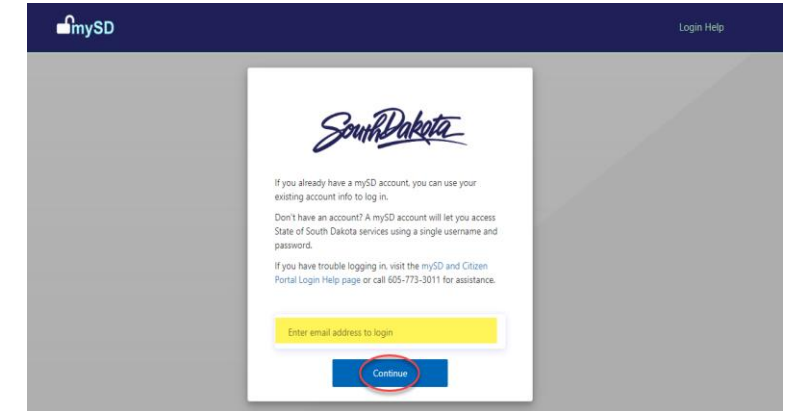 mySD
Login Help
SouthDakota
If you already have a mySD account, you can use your
existing account info to log in.
Don't have an account? A mySD account will let you access
State of South Dakota services using a single username and
password.
If you have trouble logging in, visit the mySD and Citizen
Portal Login Help page or call 605-773-3011 for assistance.
Enter email address to login
Continue